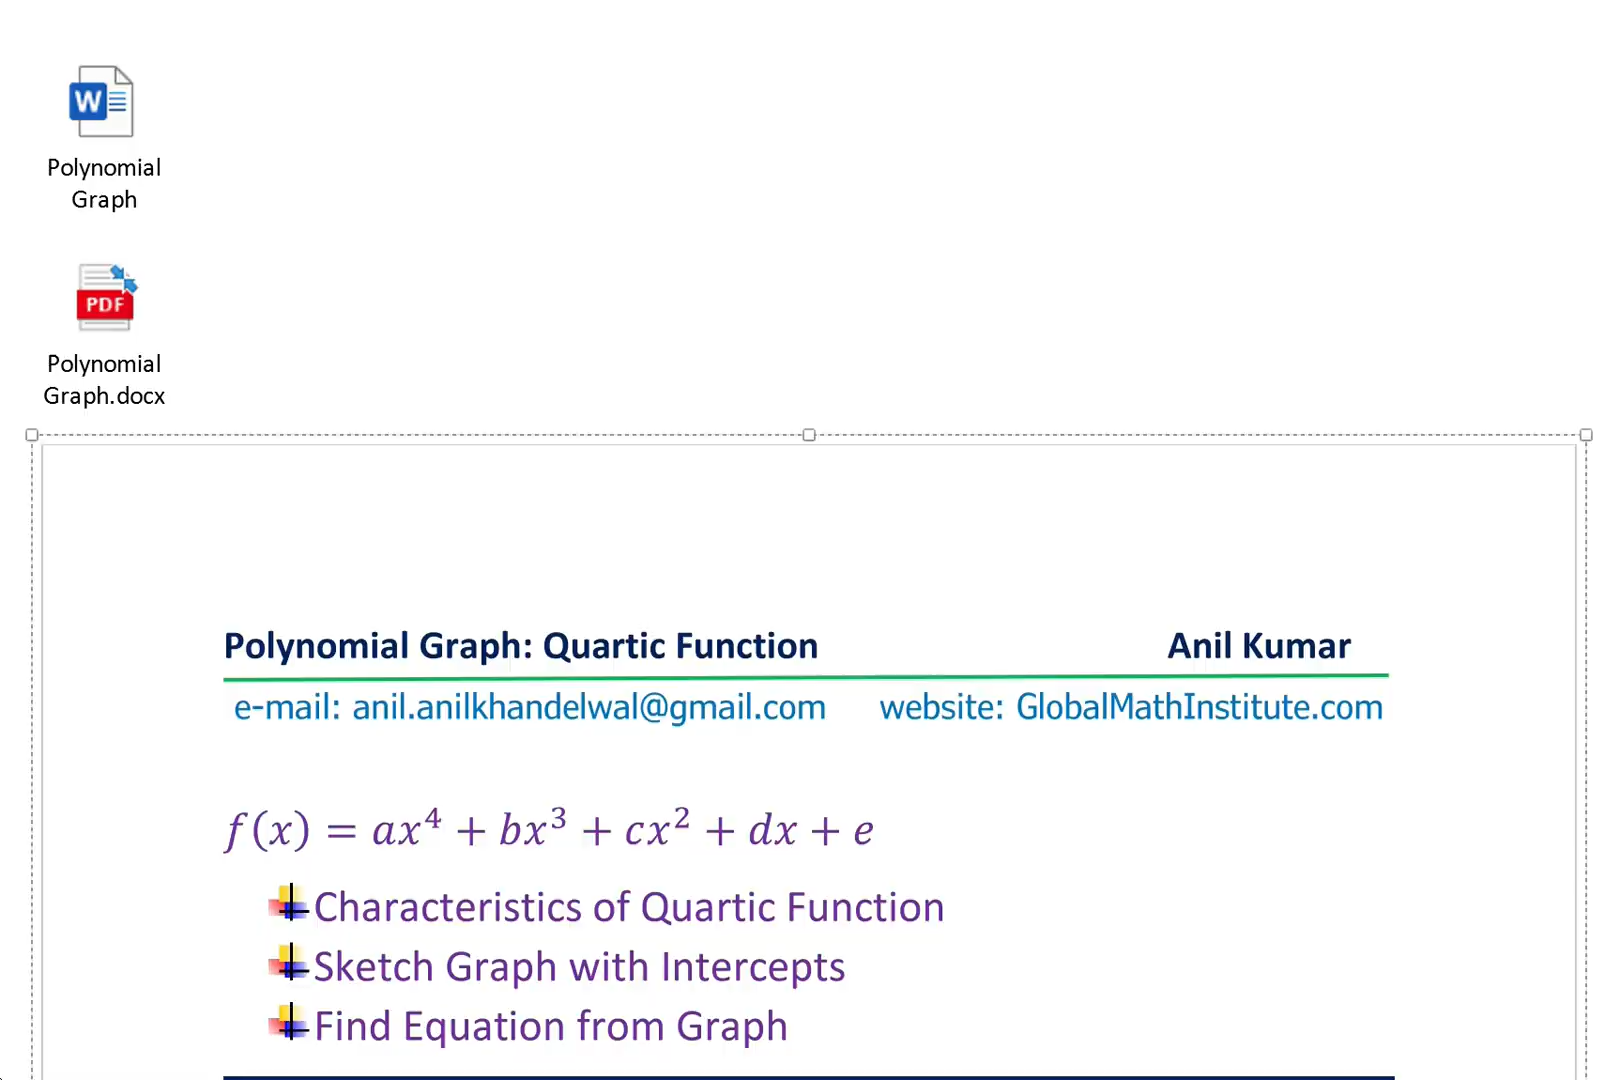 W
Polynomial
Graph
PDF
Polynomial
Graph.docx
Polynomial Graph: Quartic Function Anil Kumar
e-mail: anil.anilkhandelwal@gmail.com website: GlobalMathInstitute.com
f(x) = ax⁴ + bx³ + cx² + dx + e
Characteristics of Quartic Function
Sketch Graph with Intercepts
Find Equation from Graph